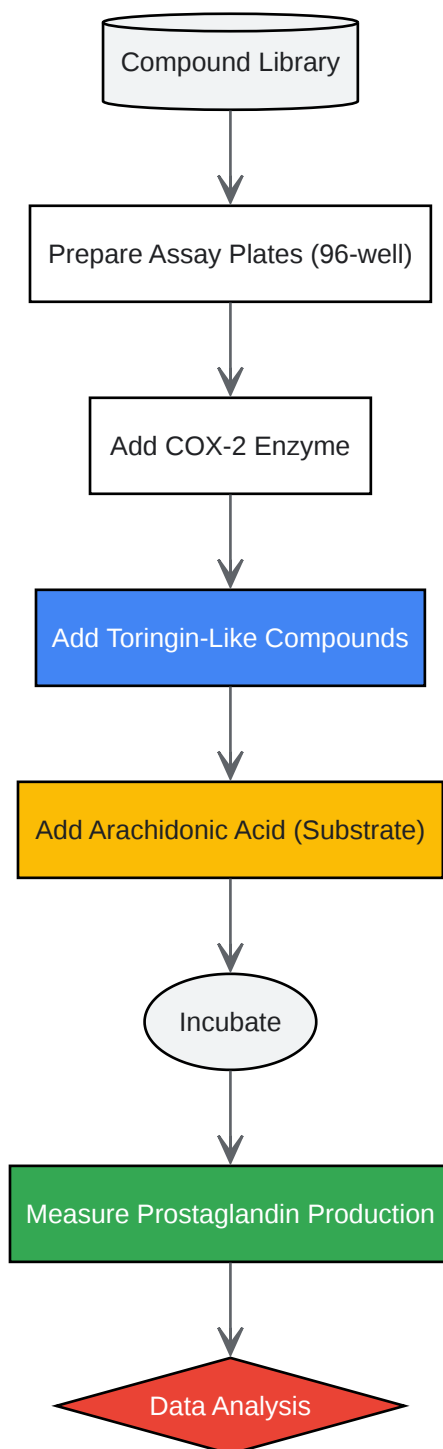 Compound Library
Prepare Assay Plates (96-well)
Add COX-2 Enzyme
Add Toringin-Like Compounds
Add Arachidonic Acid (Substrate)
Incubate
Measure Prostaglandin Production
Data Analysis